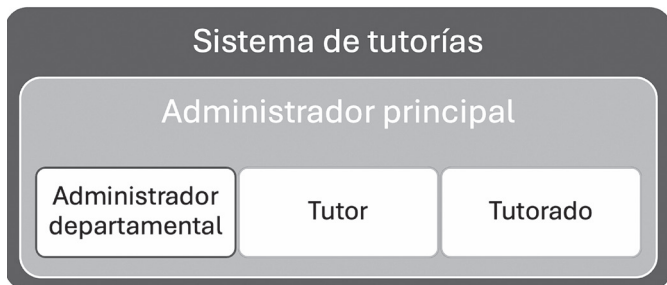 Sistema de tutorías
Administrador principal
Administrador
departamental
Tutor
Tutorado